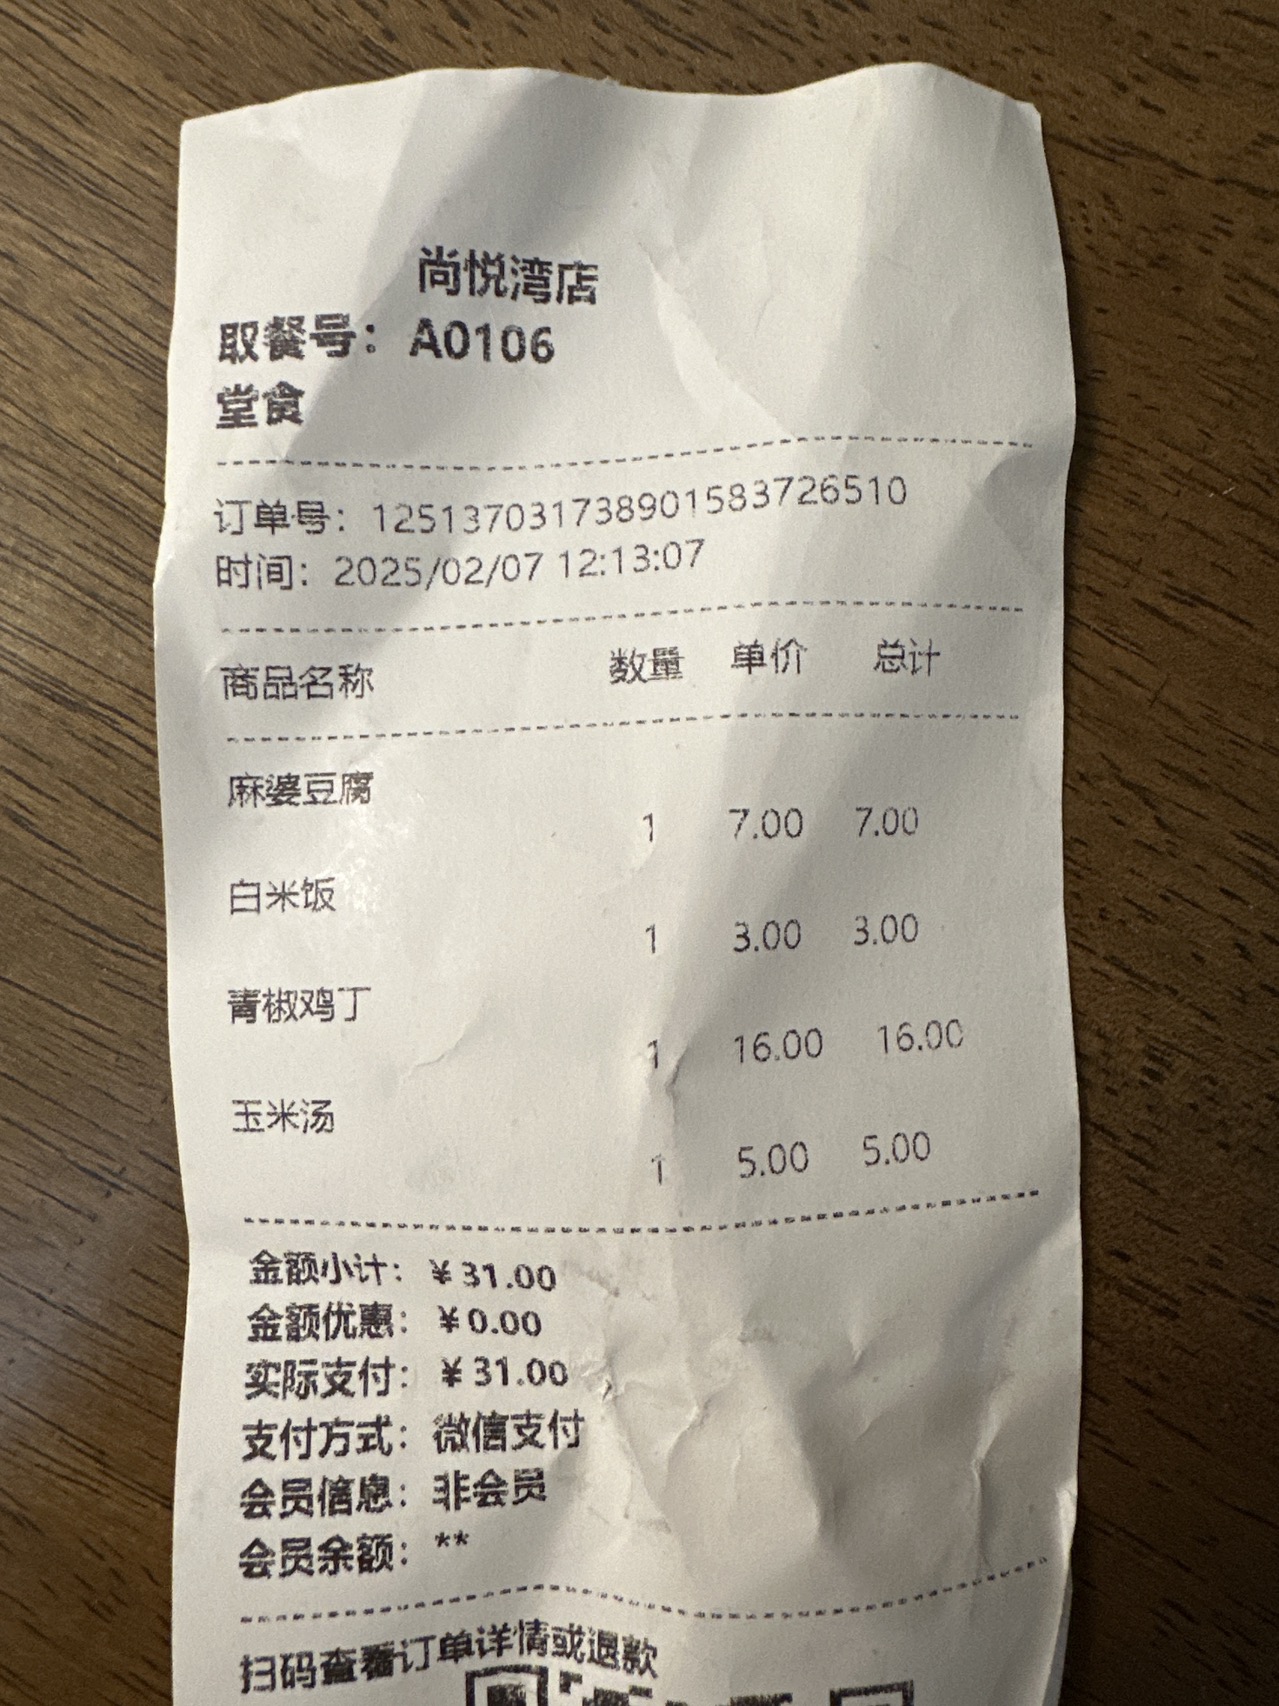 尚悦湾店
取餐号：A0106
堂食
订单号：125137031738901583726510
时间：2025/02/07 12:13:07
商品名称 数量 单价 总计
麻婆豆腐
1 7.00 7.00
白米饭
1 3.00 3.00
青椒鸡丁
1 16.00 16.00
玉米汤
1 5.00 5.00
金额小计：￥31.00
金额优惠：￥0.00
实际支付：￥31.00
支付方式：微信支付
会员信息：非会员
会员余额：**
扫码查看订单详情或退款